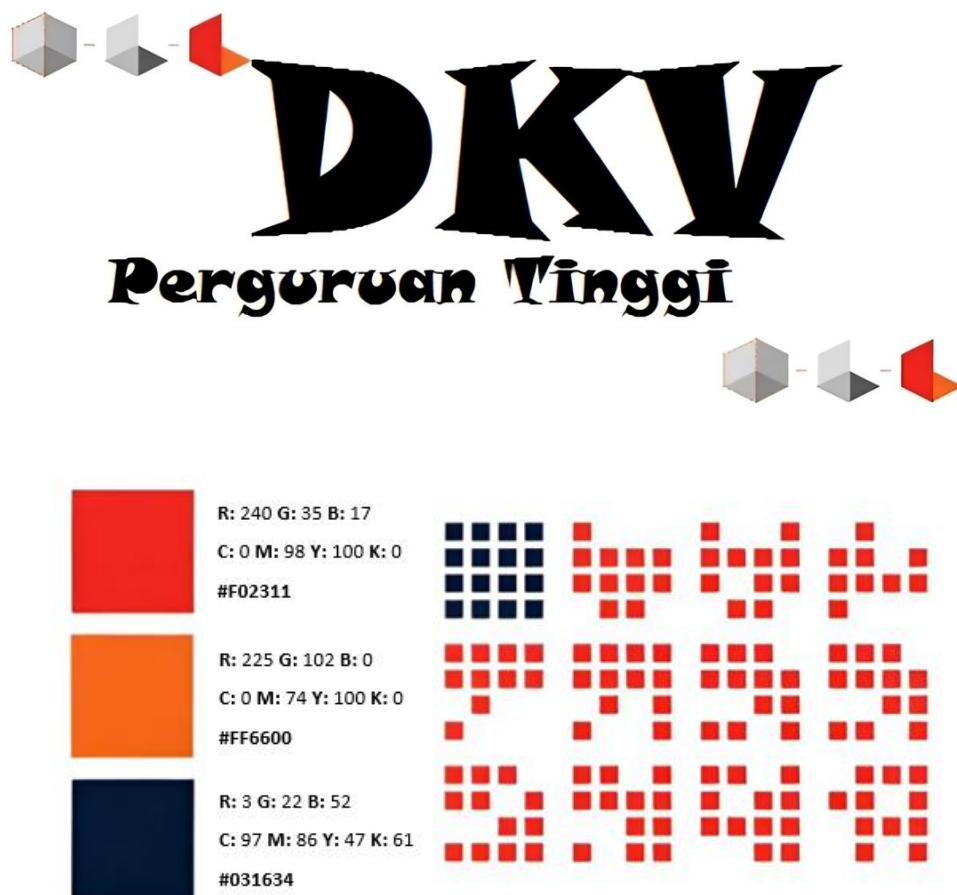 DKV
Perguruan Tinggi
R: 240 G: 35 B: 17
C: 0 M: 98 Y: 100 K: 0
#F02311
R: 225 G: 102 B: 0
C: 0 M: 74 Y: 100 K: 0
#FF6600
R: 3 G: 22 B: 52
C: 97 M: 86 Y: 47 K: 61
#031634